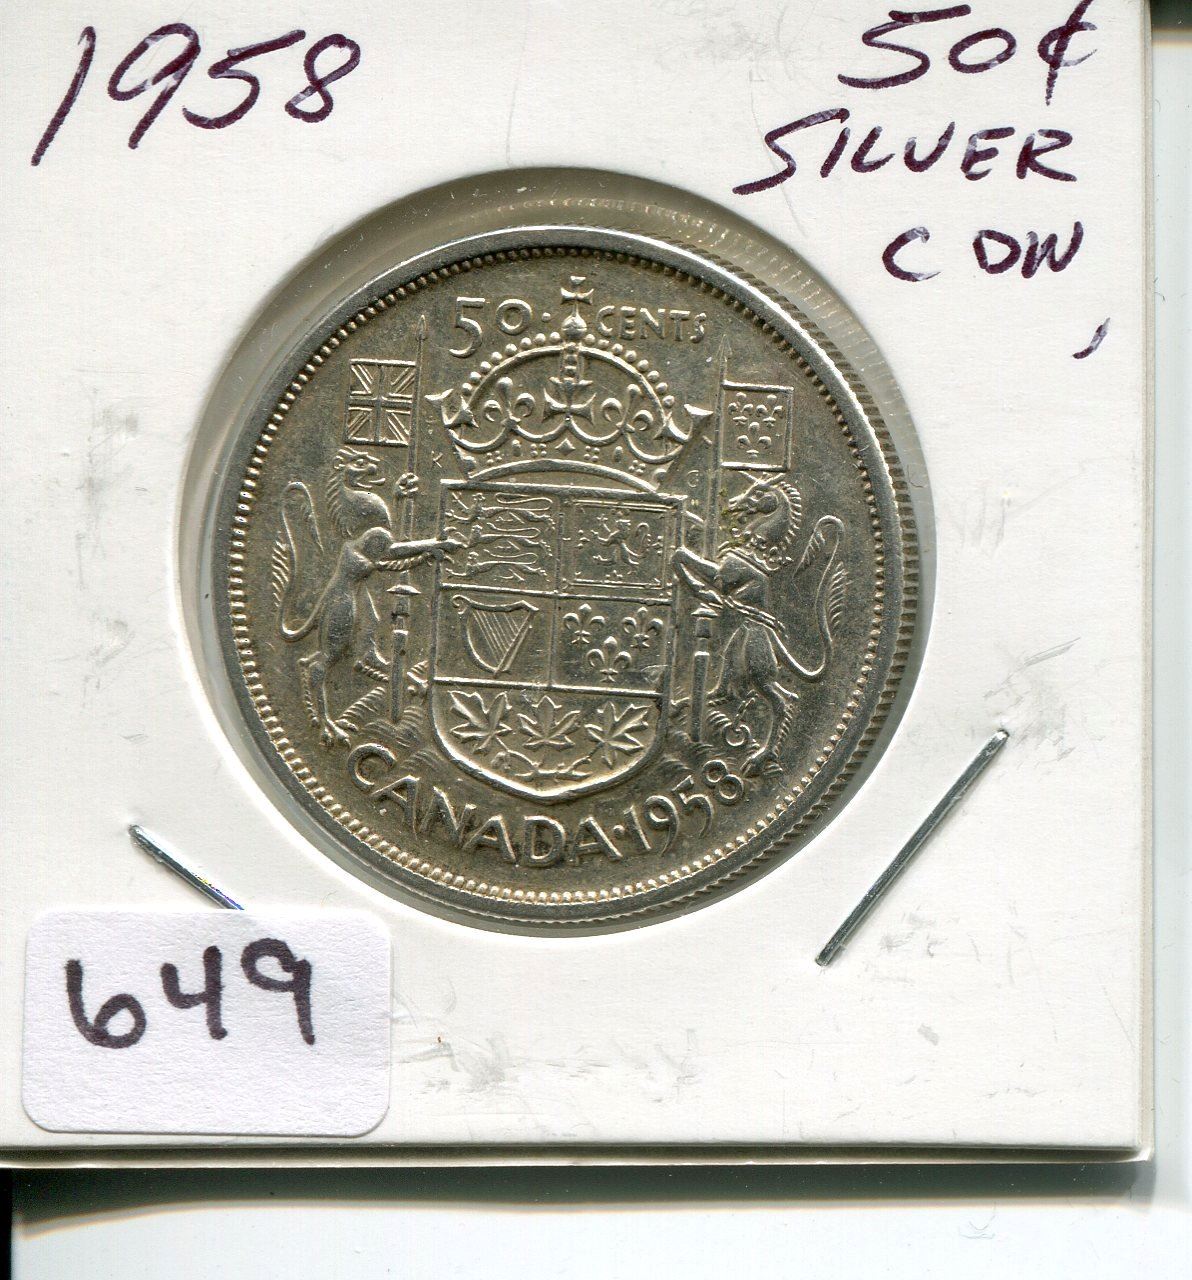 1958
50¢
SILVER
CDN
50 · CENTS
K G
CANADA · 1958
649